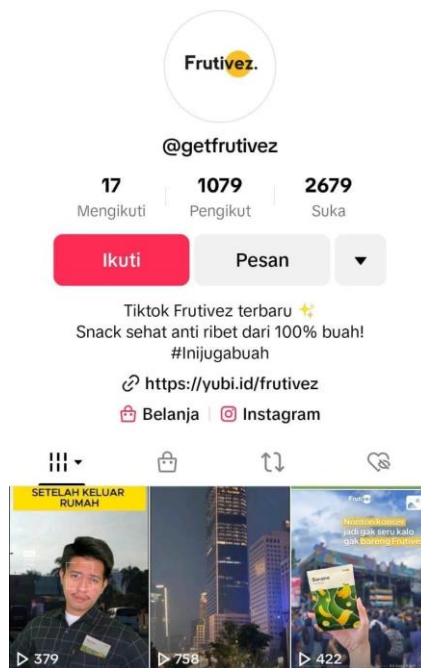 Frutivez.
@getfrutivez
17 1079 2679
Mengikuti Pengikut Suka
Ikuti Pesan
Tiktok Frutivez terbaru ✨
Snack sehat anti ribet dari 100% buah!
#Inijugabuah
https://yubi.id/frutivez
Belanja Instagram
SETELAH KELUAR
RUMAH
379
758
Nonton konser
jadi gak seru kalo
gak bareng Frutive
Banana
422